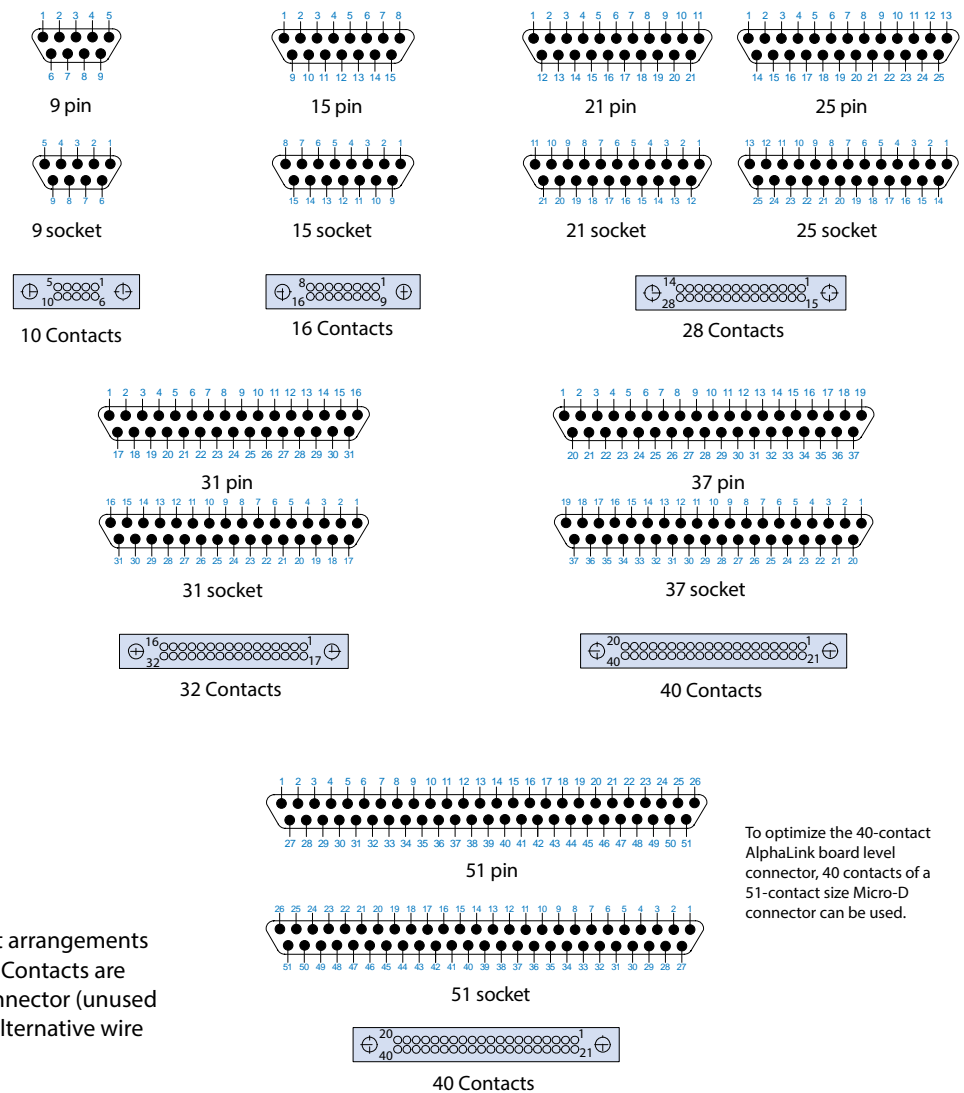 1 2 3 4 5
6 7 8 9
9 pin
1 2 3 4 5 6 7 8
9 10 11 12 13 14 15
15 pin
1 2 3 4 5 6 7 8 9 10 11
12 13 14 15 16 17 18 19 20 21
21 pin
1 2 3 4 5 6 7 8 9 10 11 12 13
14 15 16 17 18 19 20 21 22 23 24 25
25 pin
5 4 3 2 1
9 8 7 6
9 socket
8 7 6 5 4 3 2 1
15 14 13 12 11 10 9
15 socket
11 10 9 8 7 6 5 4 3 2 1
21 20 19 18 17 16 15 14 13 12
21 socket
13 12 11 10 9 8 7 6 5 4 3 2 1
25 24 23 22 21 20 19 18 17 16 15 14
25 socket
5 1
10 6
10 Contacts
8 1
16 9
16 Contacts
14 1
28 15
28 Contacts
1 2 3 4 5 6 7 8 9 10 11 12 13 14 15 16
17 18 19 20 21 22 23 24 25 26 27 28 29 30 31
31 pin
1 2 3 4 5 6 7 8 9 10 11 12 13 14 15 16 17 18 19
20 21 22 23 24 25 26 27 28 29 30 31 32 33 34 35 36 37
37 pin
16 15 14 13 12 11 10 9 8 7 6 5 4 3 2 1
31 30 29 28 27 26 25 24 23 22 21 20 19 18 17
31 socket
19 18 17 16 15 14 13 12 11 10 9 8 7 6 5 4 3 2 1
37 36 35 34 33 32 31 30 29 28 27 26 25 24 23 22 21 20
37 socket
16 1
32 17
32 Contacts
20 1
40 21
40 Contacts
1 2 3 4 5 6 7 8 9 10 11 12 13 14 15 16 17 18 19 20 21 22 23 24 25 26
27 28 29 30 31 32 33 34 35 36 37 38 39 40 41 42 43 44 45 46 47 48 49 50 51
51 pin
To optimize the 40-contact
AlphaLink board level
connector, 40 contacts of a
51-contact size Micro-D
connector can be used.
26 25 24 23 22 21 20 19 18 17 16 15 14 13 12 11 10 9 8 7 6 5 4 3 2 1
51 50 49 48 47 46 45 44 43 42 41 40 39 38 37 36 35 34 33 32 31 30 29 28 27
51 socket
t arrangements
Contacts are
nnector (unused
lternative wire
20 1
40 21
40 Contacts